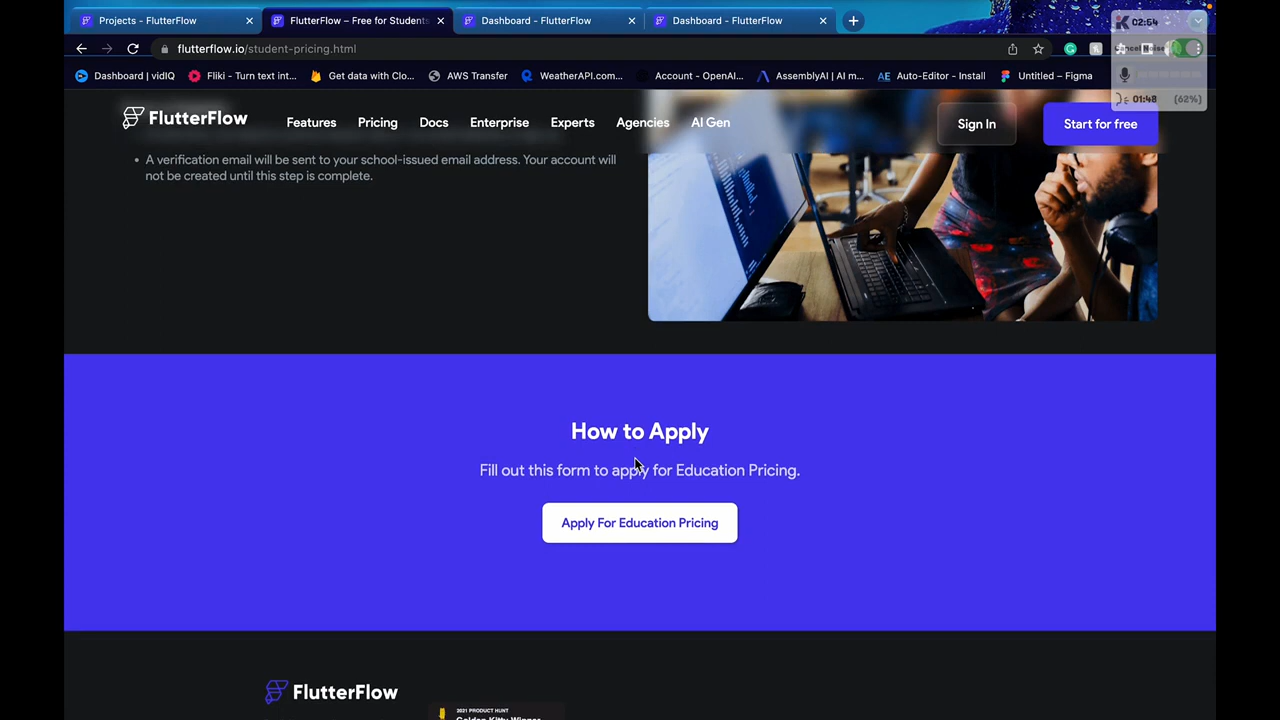 Projects - FlutterFlow
FlutterFlow – Free for Students
Dashboard - FlutterFlow
Dashboard - FlutterFlow
02:54
flutterflow.io/student-pricing.html
Dashboard | vidIQ
Fliki - Turn text int...
Get data with Clo...
AWS Transfer
WeatherAPI.com...
Account - OpenAI...
AssemblyAI | AI m...
AE Auto-Editor - Install
Untitled – Figma
01:48 (62%)
FlutterFlow
Features
Pricing
Docs
Enterprise
Experts
Agencies
AI Gen
Sign In
Start for free
• A verification email will be sent to your school-issued email address. Your account will
not be created until this step is complete.
How to Apply
Fill out this form to apply for Education Pricing.
Apply For Education Pricing
FlutterFlow
2021 PRODUCT HUNT
Golden Kitty Winner